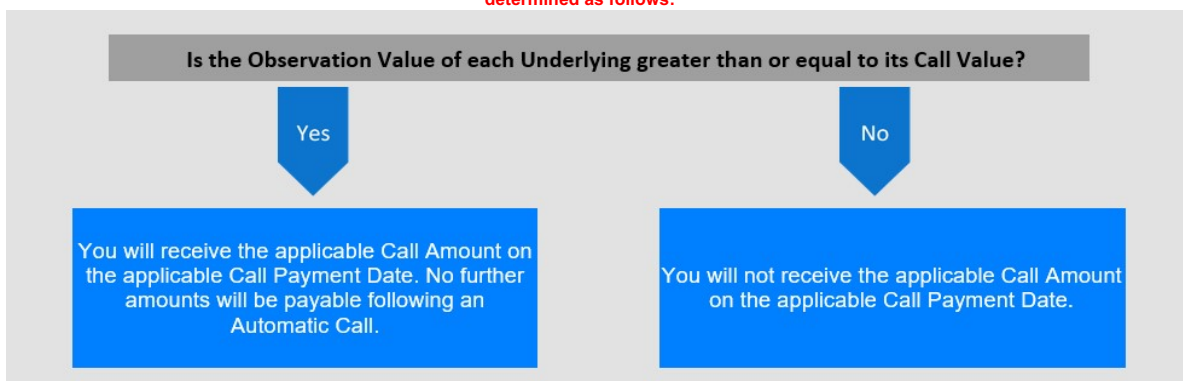 determined as follows:
Is the Observation Value of each Underlying greater than or equal to its Call Value?
Yes
No
You will receive the applicable Call Amount on
the applicable Call Payment Date. No further
amounts will be payable following an
Automatic Call.
You will not receive the applicable Call Amount
on the applicable Call Payment Date.